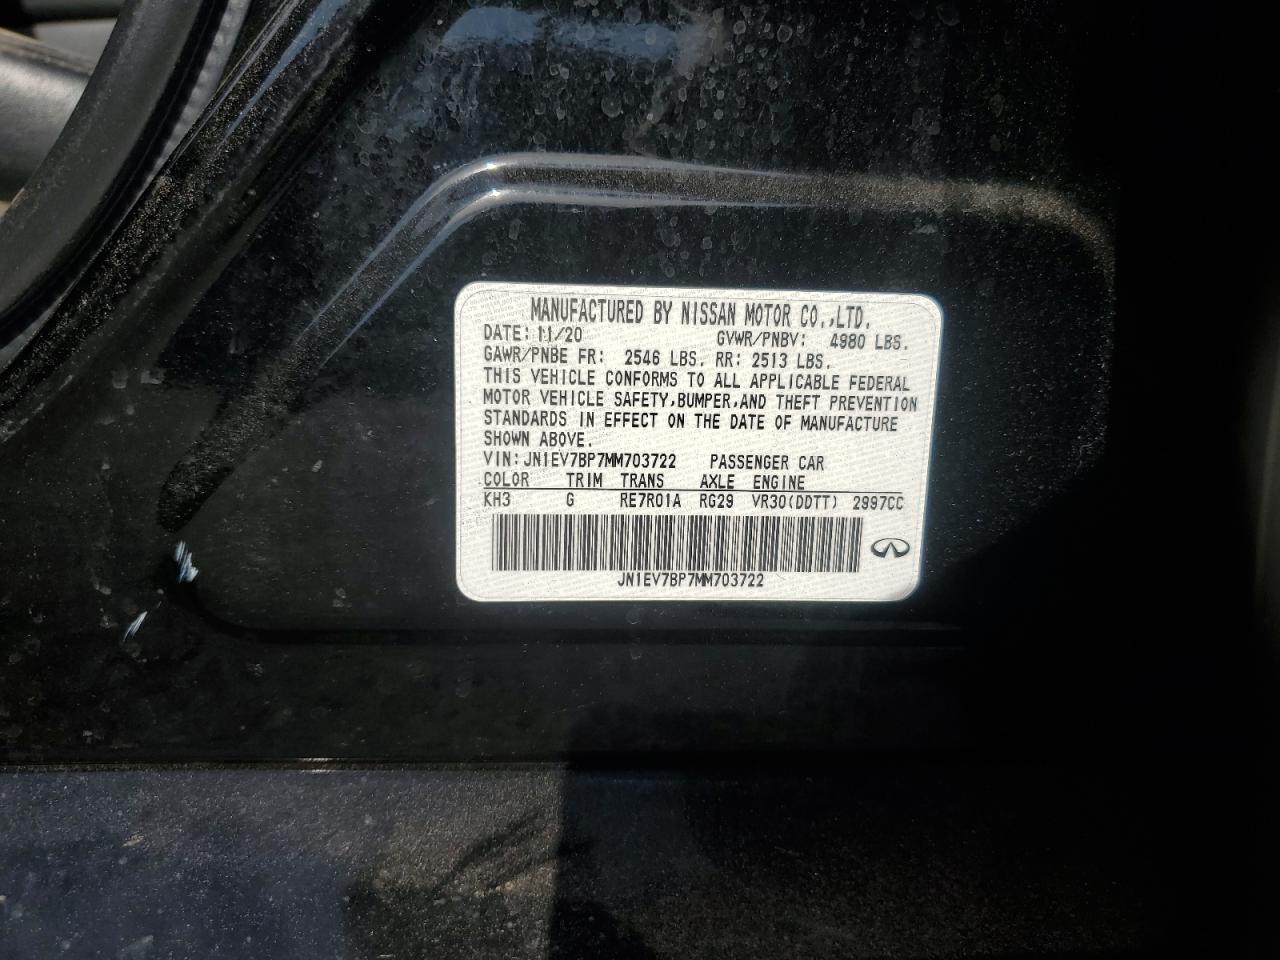 MANUFACTURED BY NISSAN MOTOR CO.,LTD.
DATE: 11/20 GVWR/PNBV: 4980 LBS.
GAWR/PNBE FR: 2546 LBS. RR: 2513 LBS.
THIS VEHICLE CONFORMS TO ALL APPLICABLE FEDERAL
MOTOR VEHICLE SAFETY,BUMPER,AND THEFT PREVENTION
STANDARDS IN EFFECT ON THE DATE OF MANUFACTURE
SHOWN ABOVE.
VIN: JN1EV7BP7MM703722 PASSENGER CAR
COLOR TRIM TRANS AXLE ENGINE
KH3 G RE7R01A RG29 VR30(DDTT) 2997CC
JN1EV7BP7MM703722